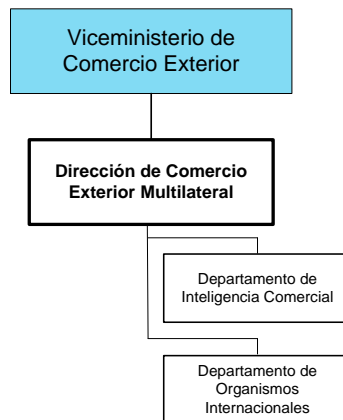 Viceministerio de
Comercio Exterior
Dirección de Comercio
Exterior Multilateral
Departamento de
Inteligencia Comercial
Departamento de
Organismos
Internacionales